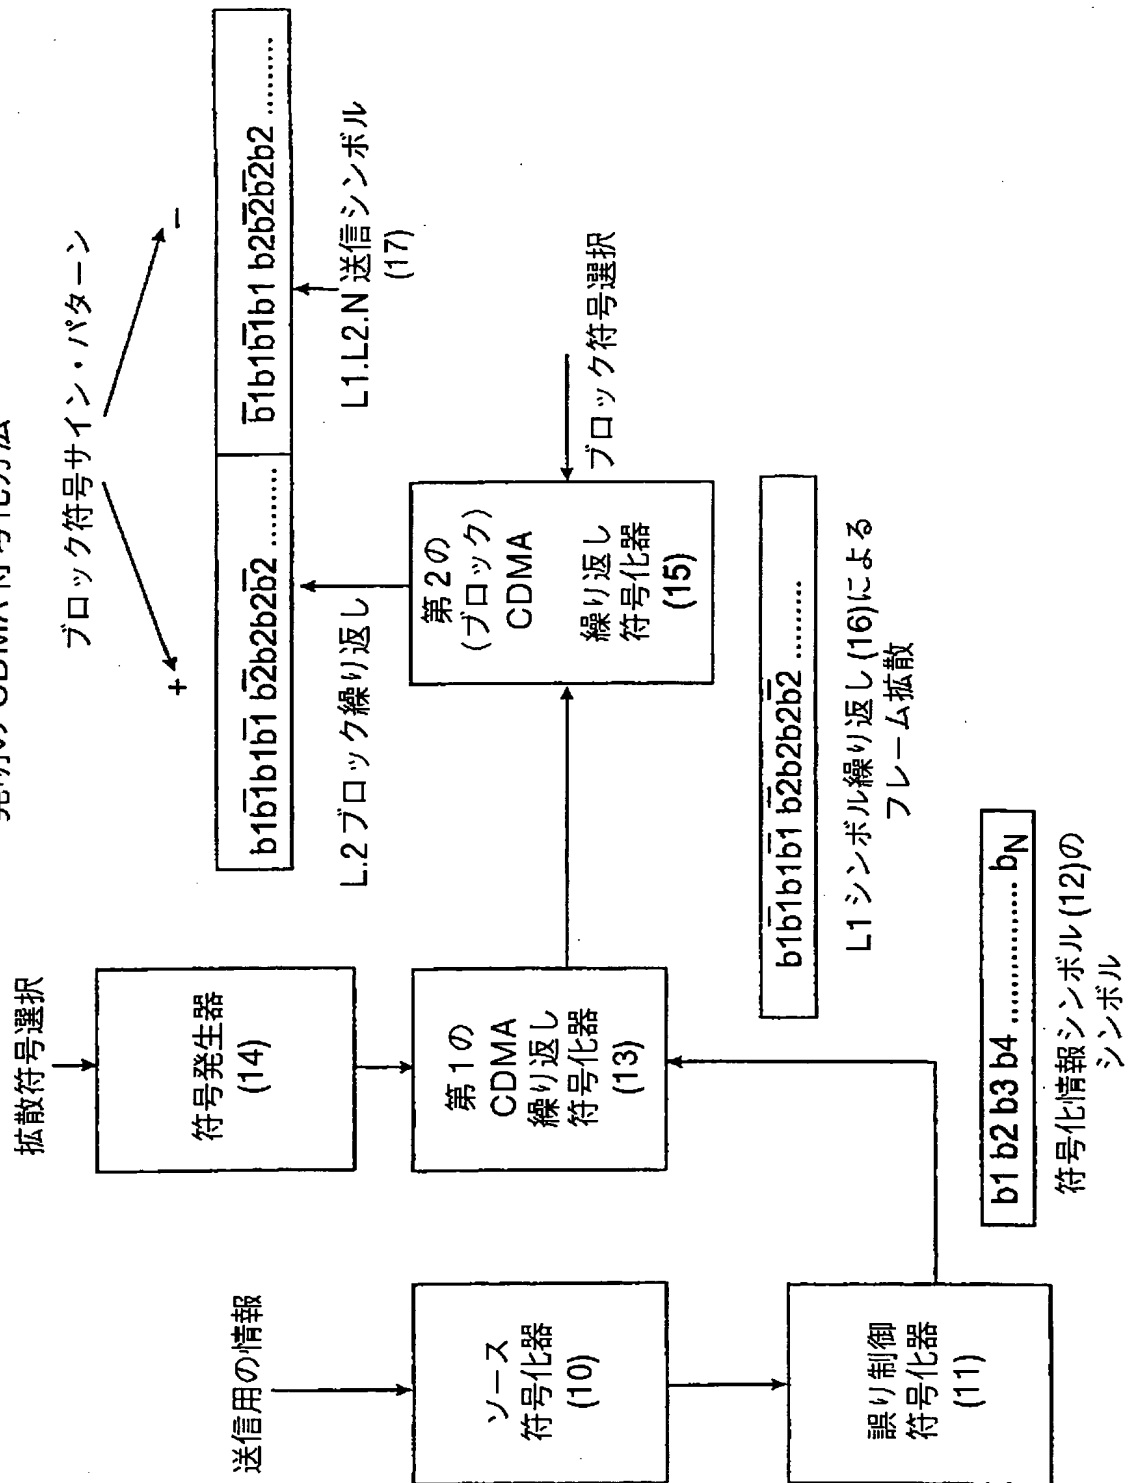 発明の CDMA 符号化方法
送信用の情報
ソース
符号化器
(10)
誤り制御
符号化器
(11)
拡散符号選択
符号発生器
(14)
第1の
CDMA
繰り返し
符号化器
(13)
b1 b2 b3 b4 ............... bN
符号化情報シンボル(12)の
シンボル
ブロック符号サイン・パターン
+
−
b1b̅1b1b̅1 b̅2b2b2b̅2 .........
b̅1b1b̅1b1 b2b̅2b̅2b2 .........
L.2 ブロック繰り返し
L1.L2.N 送信シンボル
(17)
第2の
(ブロック)
CDMA
繰り返し
符号化器
(15)
ブロック符号選択
b1b̅1b1b̅1 b̅2b2b2b̅2 .........
L1 シンボル繰り返し(16)による
フレーム拡散